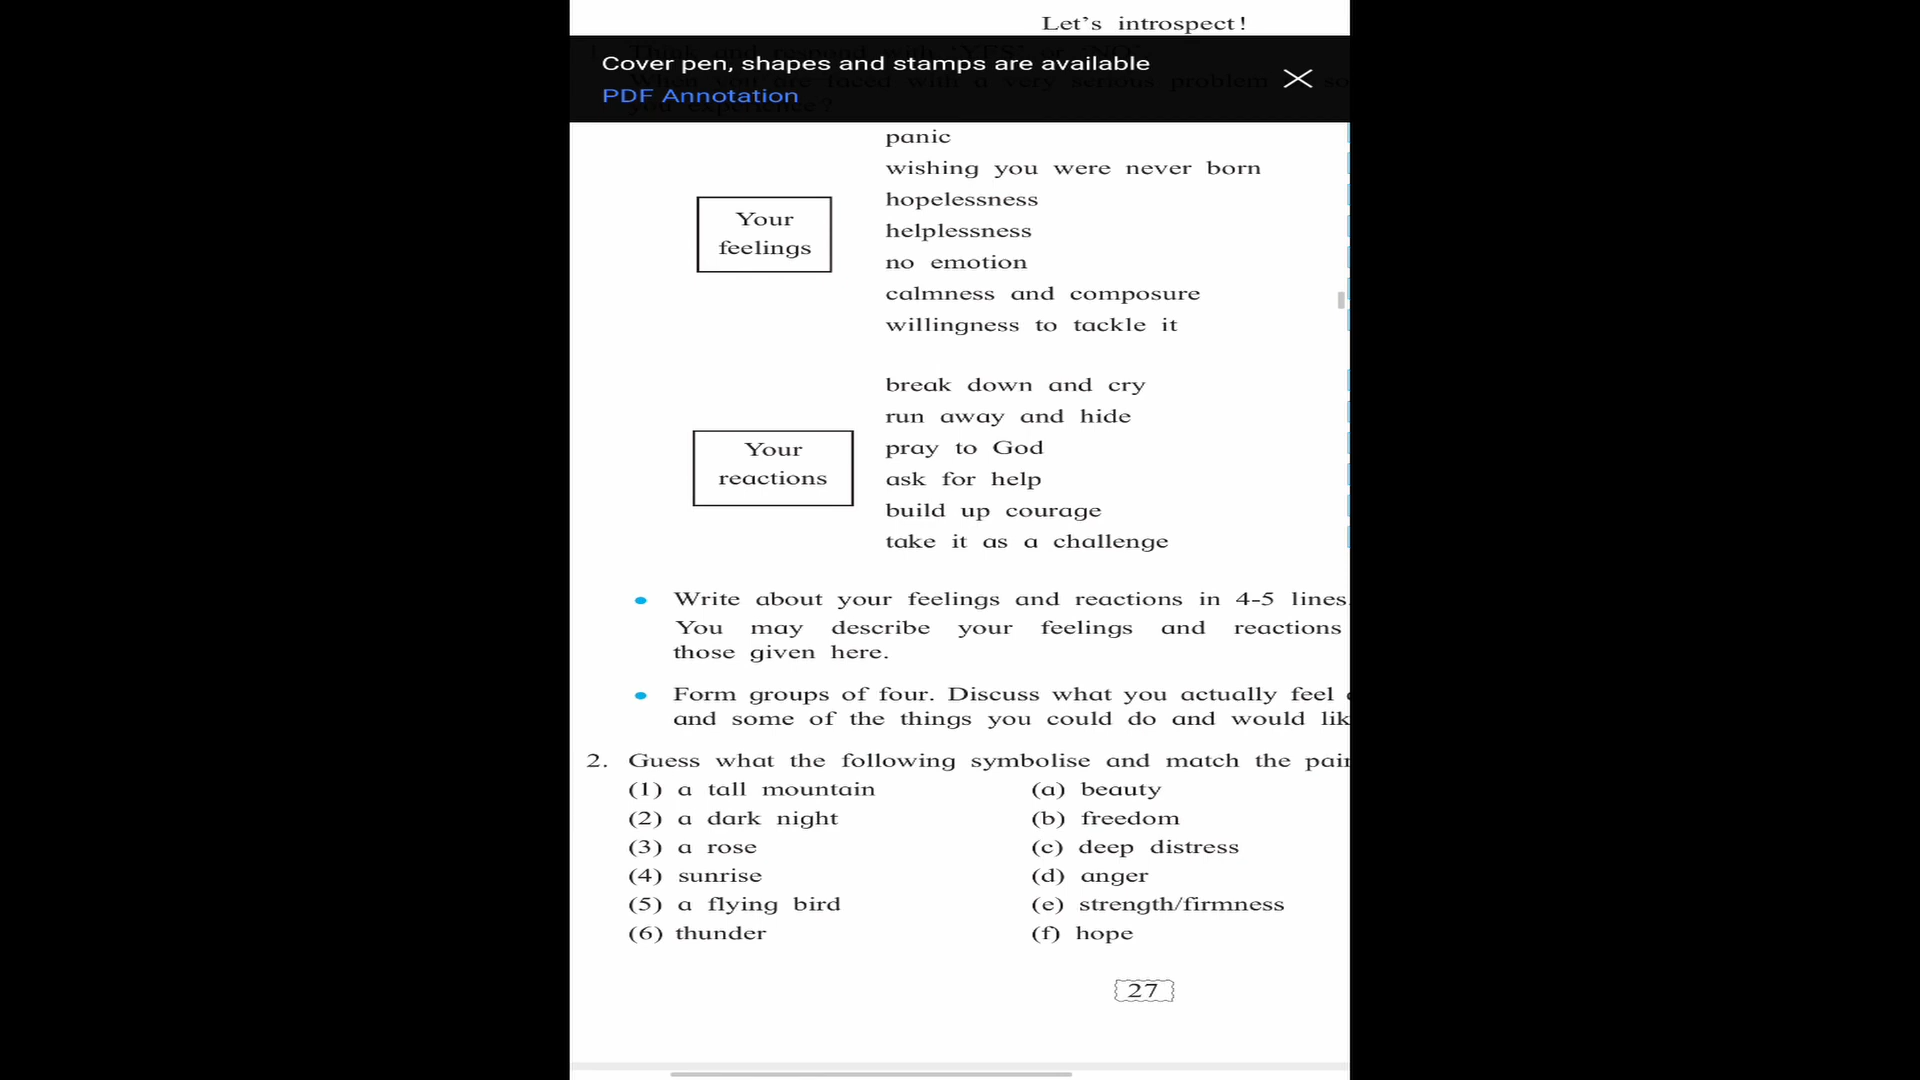 Let's introspect!
Cover pen, shapes and stamps are available
PDF Annotation
panic
wishing you were never born
hopelessness
helplessness
no emotion
calmness and composure
willingness to tackle it
Your
feelings
break down and cry
run away and hide
pray to God
ask for help
build up courage
take it as a challenge
Your
reactions
Write about your feelings and reactions in 4-5 lines.
You may describe your feelings and reactions
those given here.
Form groups of four. Discuss what you actually feel
and some of the things you could do and would lik
2. Guess what the following symbolise and match the pair
(1) a tall mountain (a) beauty
(2) a dark night (b) freedom
(3) a rose (c) deep distress
(4) sunrise (d) anger
(5) a flying bird (e) strength/firmness
(6) thunder (f) hope
27